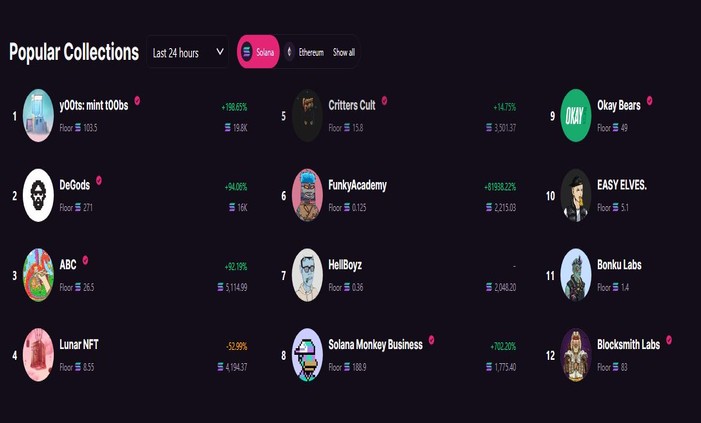 Popular Collections Last 24 hours Solana Ethereum Show all
1 y00ts: mint t00bs +198.65%
Floor 103.5 19.8K
2 DeGods +94.06%
Floor 271 16K
3 ABC +92.19%
Floor 26.5 5,114.99
4 Lunar NFT -52.99%
Floor 8.55 4,194.37
5 Critters Cult +14.75%
Floor 15.8 3,501.37
6 FunkyAcademy +81938.22%
Floor 0.125 2,215.03
7 HellBoyz -
Floor 0.36 2,048.20
8 Solana Monkey Business +702.20%
Floor 188.9 1,775.40
9 OKAY Okay Bears
Floor 49
10 EASY ELVES.
Floor 5.1
11 Bonku Labs
Floor 1.4
12 Blocksmith Labs
Floor 83